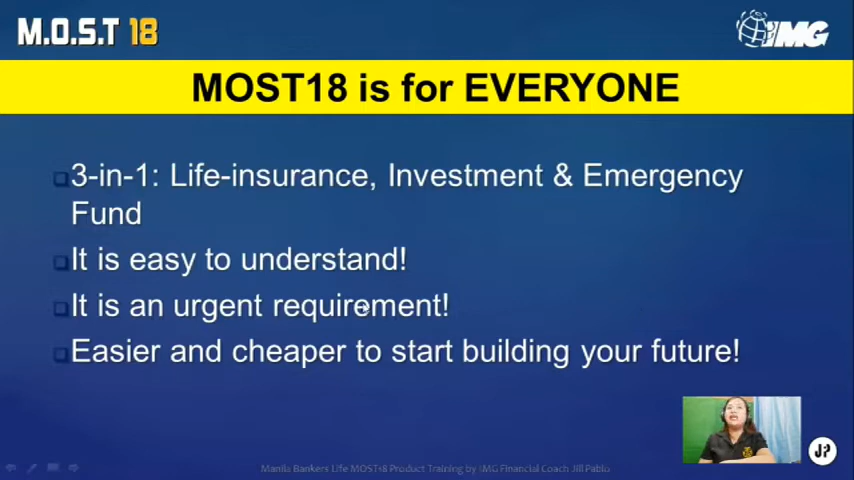 M.O.S.T 18
iMG
MOST18 is for EVERYONE
3-in-1: Life-insurance, Investment & Emergency
Fund
It is easy to understand!
It is an urgent requirement!
Easier and cheaper to start building your future!
JP
Manila Bankers Life MOST18 Product Training by IMG Financial Coach Jill Pablo